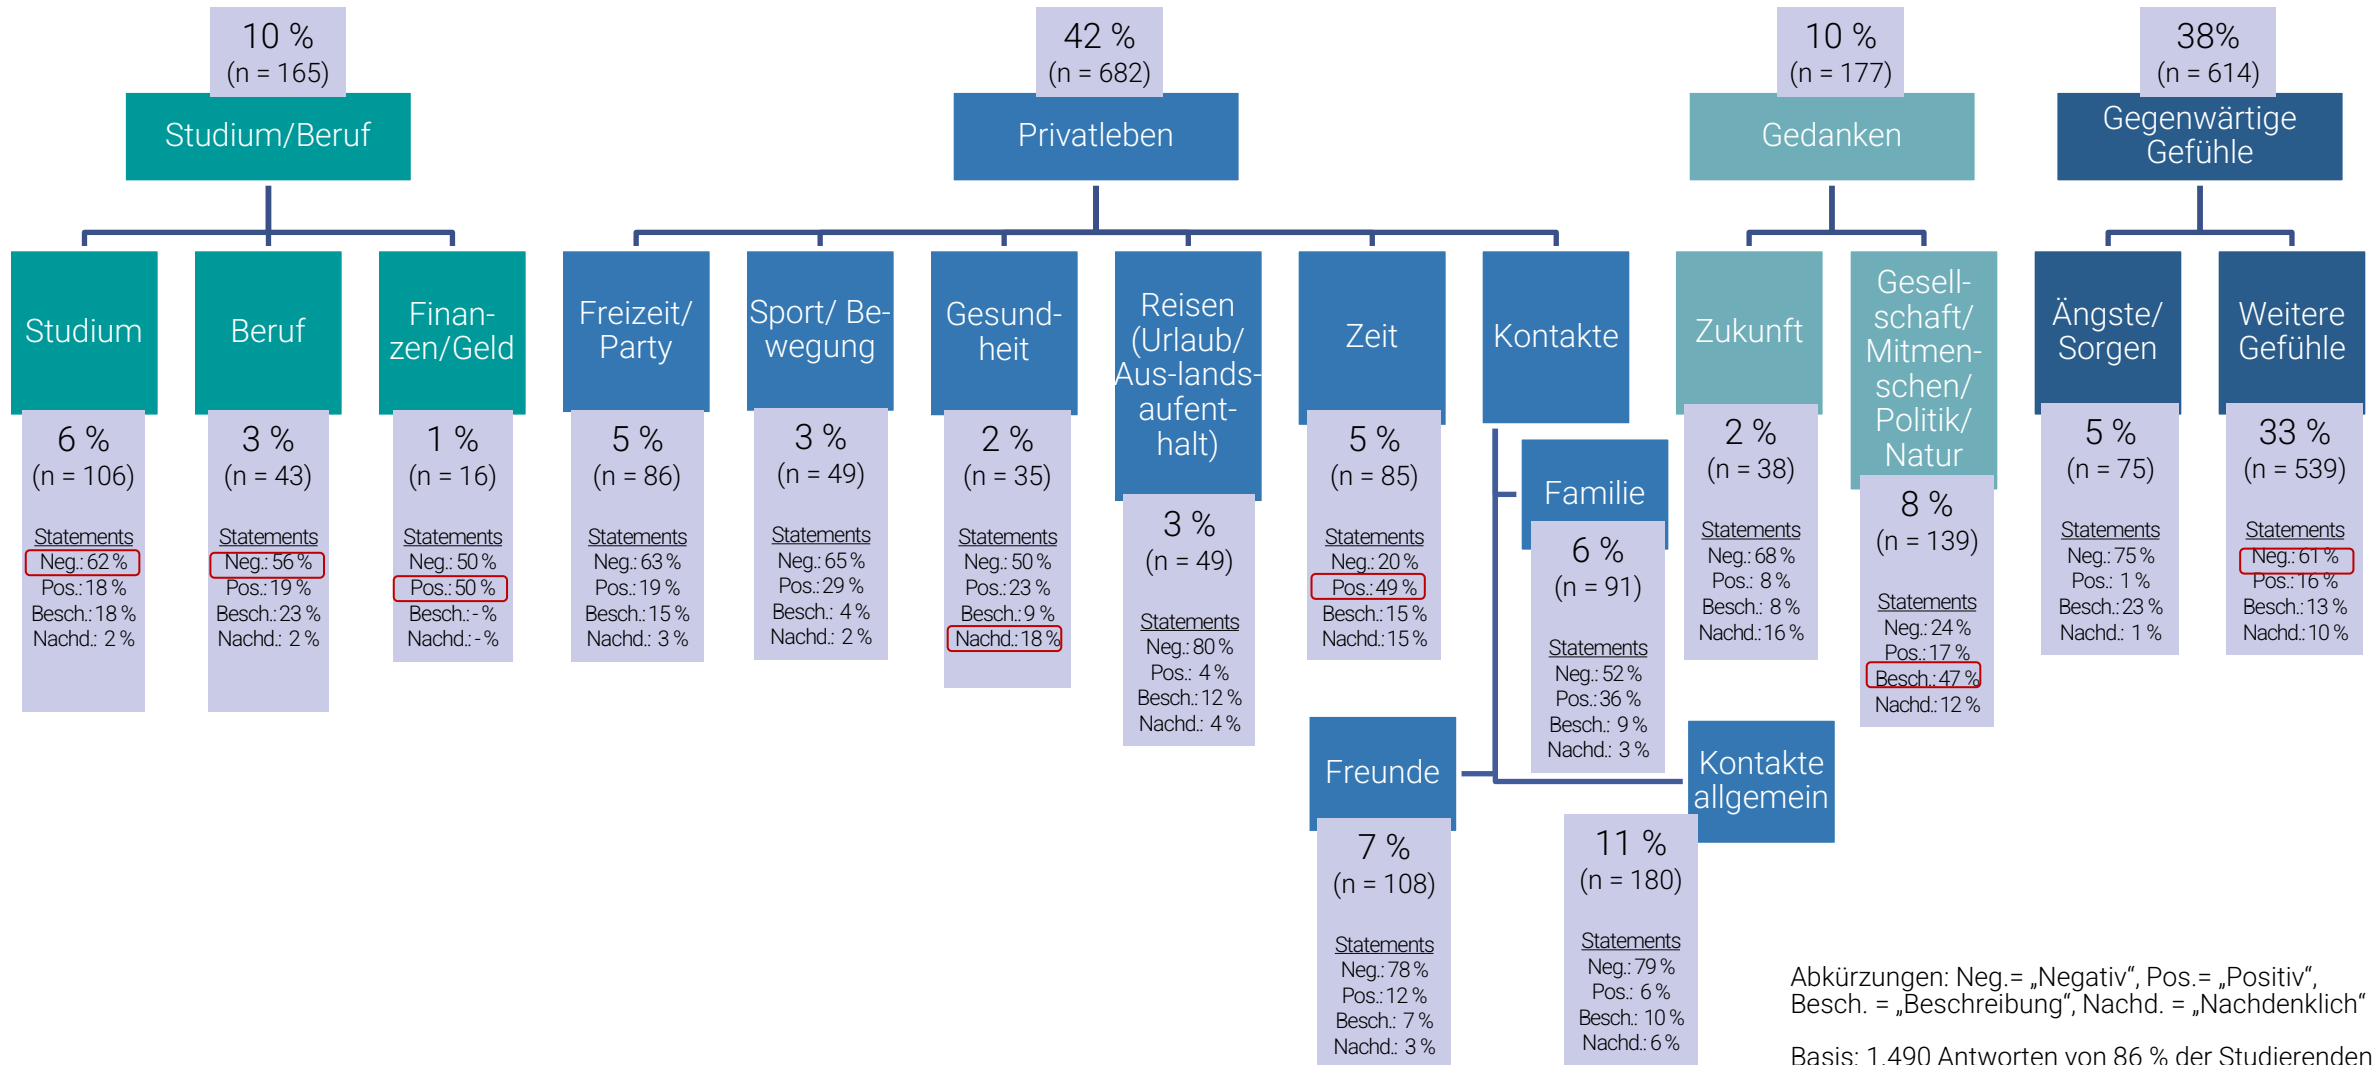 10 %
(n = 165)
Studium/Beruf
42 %
(n = 682)
Privatleben
10 %
(n = 177)
Gedanken
38%
(n = 614)
Gegenwärtige
Gefühle
Studium
6 %
(n = 106)
Statements
Neg.: 62 %
Pos.: 18 %
Besch.: 18 %
Nachd.: 2 %
Beruf
3 %
(n = 43)
Statements
Neg.: 56 %
Pos.: 19 %
Besch.: 23 %
Nachd.: 2 %
Finan-
zen/Geld
1 %
(n = 16)
Statements
Neg.: 50 %
Pos.: 50 %
Besch.: - %
Nachd.: - %
Freizeit/
Party
5 %
(n = 86)
Statements
Neg.: 63 %
Pos.: 19 %
Besch.: 15 %
Nachd.: 3 %
Sport/ Be-
wegung
3 %
(n = 49)
Statements
Neg.: 65 %
Pos.: 29 %
Besch.: 4 %
Nachd.: 2 %
Gesund-
heit
2 %
(n = 35)
Statements
Neg.: 50 %
Pos.: 23 %
Besch.: 9 %
Nachd.: 18 %
Reisen
(Urlaub/
Aus-lands-
aufent-
halt)
3 %
(n = 49)
Statements
Neg.: 80 %
Pos.: 4 %
Besch.: 12 %
Nachd.: 4 %
Zeit
5 %
(n = 85)
Statements
Neg.: 20 %
Pos.: 49 %
Besch.: 15 %
Nachd.: 15 %
Kontakte
Familie
6 %
(n = 91)
Statements
Neg.: 52 %
Pos.: 36 %
Besch.: 9 %
Nachd.: 3 %
Freunde
7 %
(n = 108)
Statements
Neg.: 78 %
Pos.: 12 %
Besch.: 7 %
Nachd.: 3 %
Kontakte
allgemein
11 %
(n = 180)
Statements
Neg.: 79 %
Pos.: 6 %
Besch.: 10 %
Nachd.: 6 %
Zukunft
2 %
(n = 38)
Statements
Neg.: 68 %
Pos.: 8 %
Besch.: 8 %
Nachd.: 16 %
Gesell-
schaft/
Mitmen-
schen/
Politik/
Natur
8 %
(n = 139)
Statements
Neg.: 24 %
Pos.: 17 %
Besch.: 47 %
Nachd.: 12 %
Ängste/
Sorgen
5 %
(n = 75)
Statements
Neg.: 75 %
Pos.: 1 %
Besch.: 23 %
Nachd.: 1 %
Weitere
Gefühle
33 %
(n = 539)
Statements
Neg.: 61 %
Pos.: 16 %
Besch.: 13 %
Nachd.: 10 %
Abkürzungen: Neg.= „Negativ“, Pos.= „Positiv“,
Besch. = „Beschreibung“, Nachd. = „Nachdenklich“
Basis: 1.490 Antworten von 86 % der Studierenden